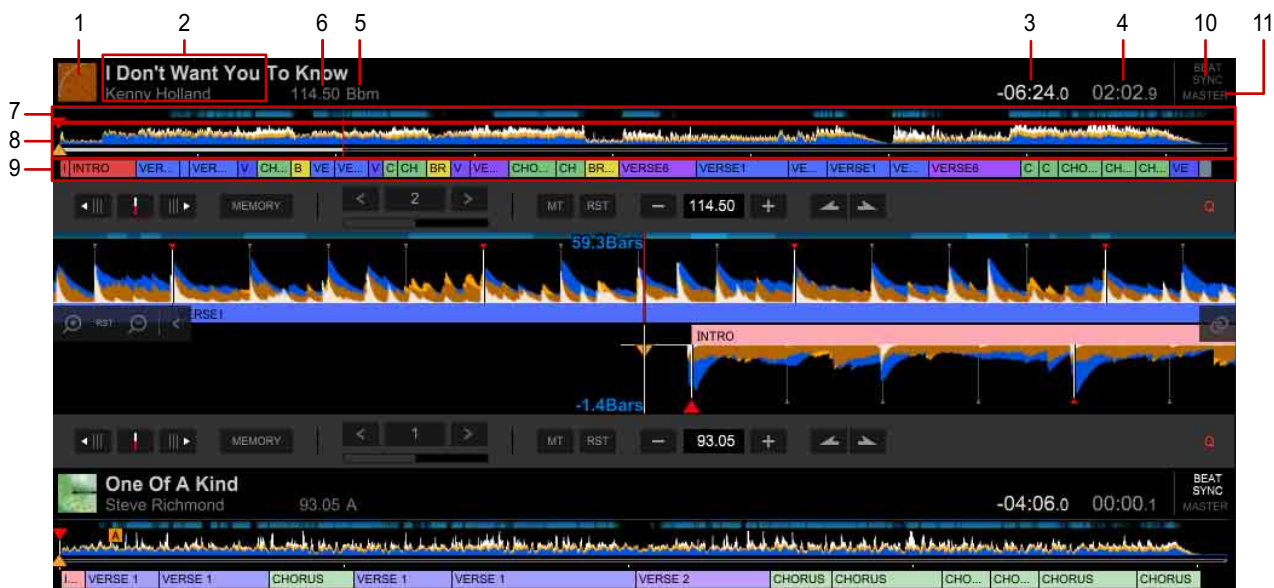 1 2 6 5 3 4 10 11
I Don't Want You To Know
Kenny Holland 114.50 Bbm
-06:24.0 02:02.9
BEAT
SYNC
MASTER
7
8
9
INTRO VER... VER... V CH... B VE VE... V C CH BR V VE... CHO... CH BR... VERSE6 VERSE1 VE... VERSE1 VE... VERSE6 C C CHO... CH... CH... VE
MEMORY < 2 > MT RST − 114.50 + Q
59.3Bars
RST < VERSE1
INTRO
-1.4Bars
MEMORY < 1 > MT RST − 93.05 + Q
One Of A Kind
Steve Richmond 93.05 A
-04:06.0 00:00.1
BEAT
SYNC
MASTER
A
I... VERSE 1 VERSE 1 CHORUS VERSE 1 VERSE 1 VERSE 2 CHORUS CHORUS CHO... CHO... CHORUS CHORUS